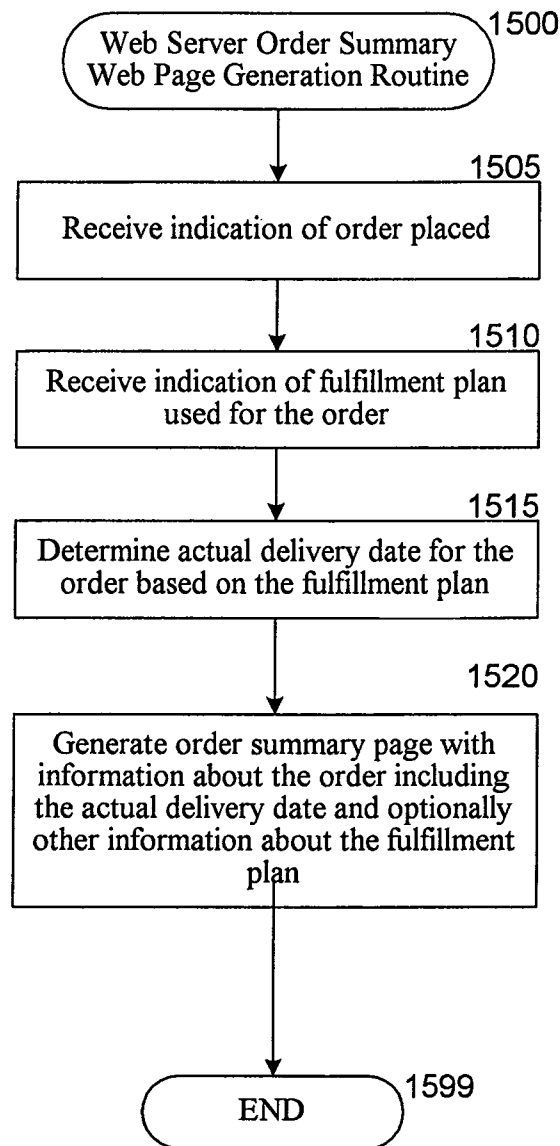 1500
Web Server Order Summary
Web Page Generation Routine
1505
Receive indication of order placed
1510
Receive indication of fulfillment plan
used for the order
1515
Determine actual delivery date for the
order based on the fulfillment plan
1520
Generate order summary page with
information about the order including
the actual delivery date and optionally
other information about the fulfillment
plan
1599
END